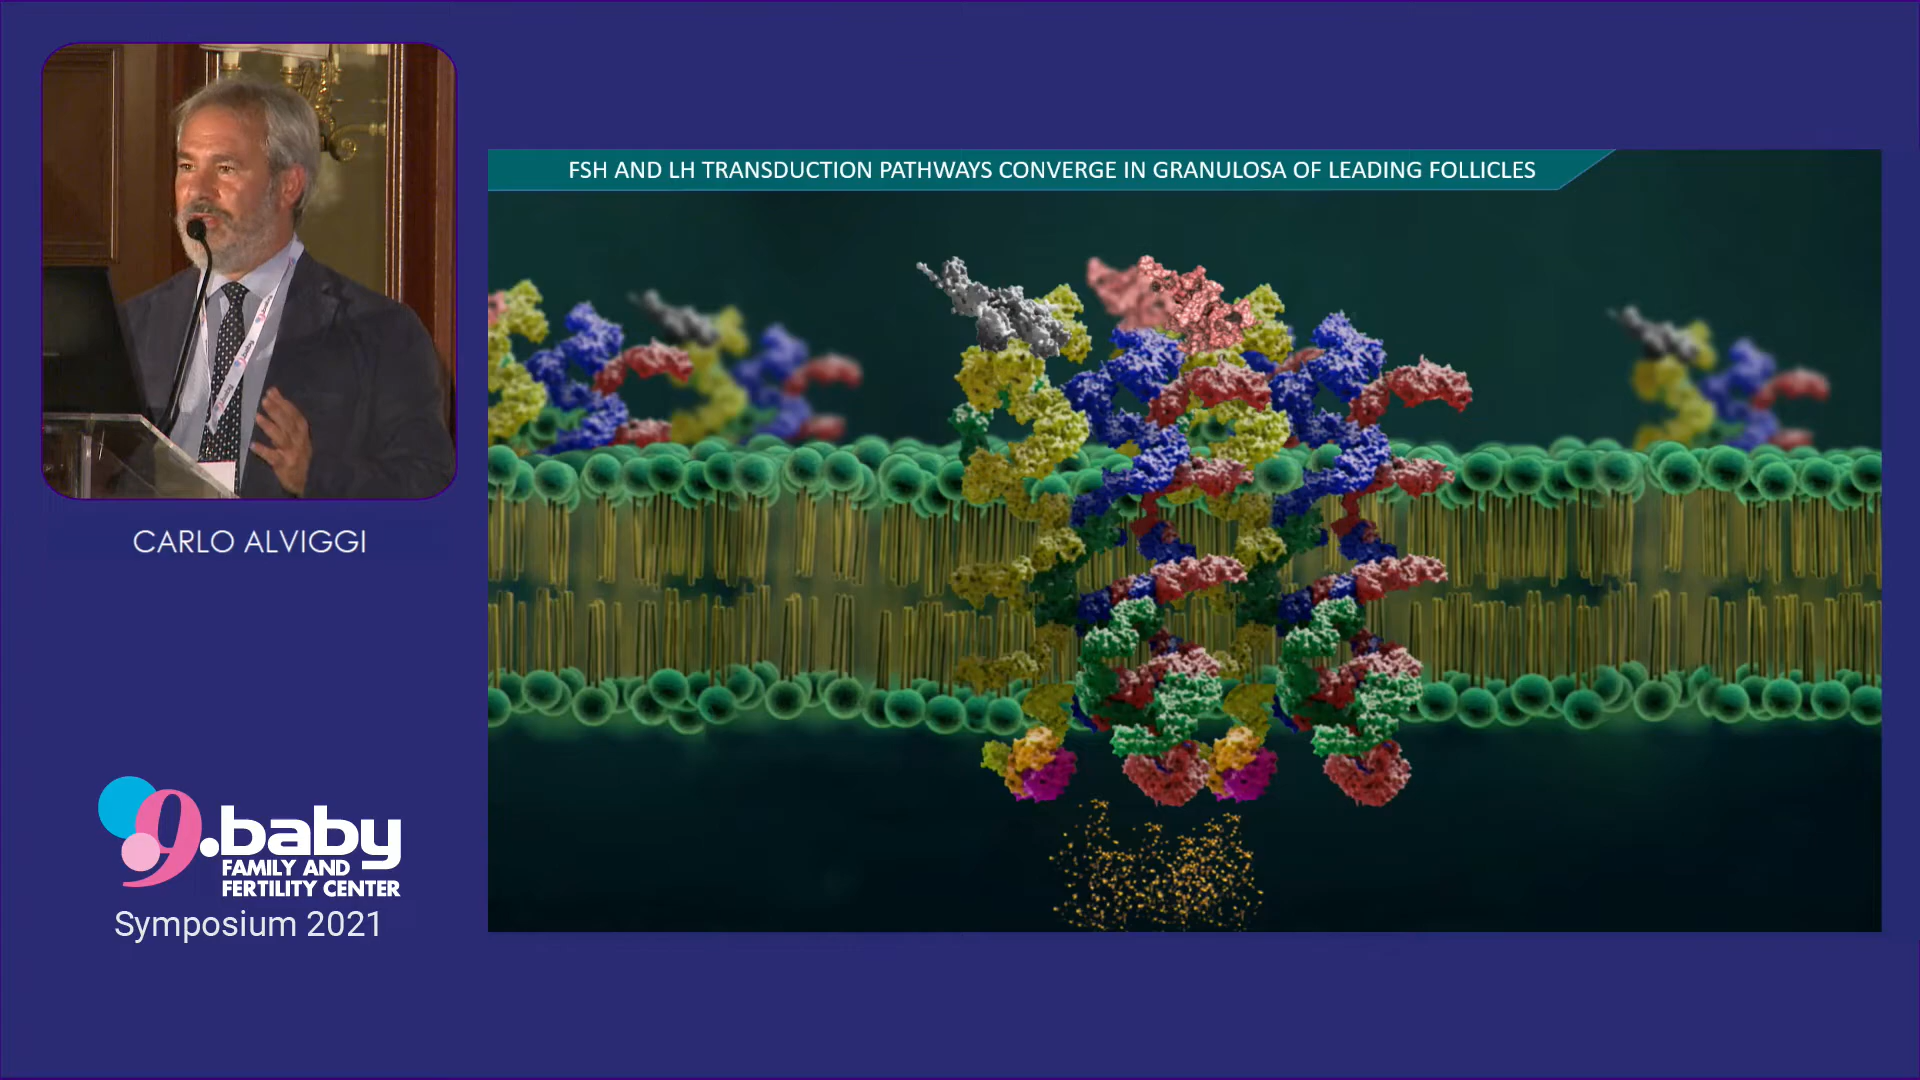 FSH AND LH TRANSDUCTION PATHWAYS CONVERGE IN GRANULOSA OF LEADING FOLLICLES
CARLO ALVIGGI
9.baby
FAMILY AND
FERTILITY CENTER
Symposium 2021